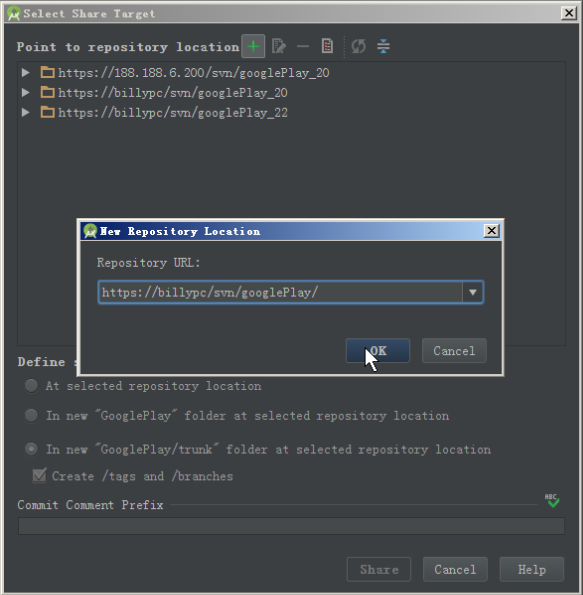 Select Share Target
Point to repository location
https://188.188.6.200/svn/googlePlay_20
https://billypc/svn/googlePlay_20
https://billypc/svn/googlePlay_22
New Repository Location
Repository URL:
https://billypc/svn/googlePlay/
OK Cancel
Define
At selected repository location
In new "GooglePlay" folder at selected repository location
In new "GooglePlay/trunk" folder at selected repository location
Create /tags and /branches
Commit Comment Prefix ABC
Share Cancel Help